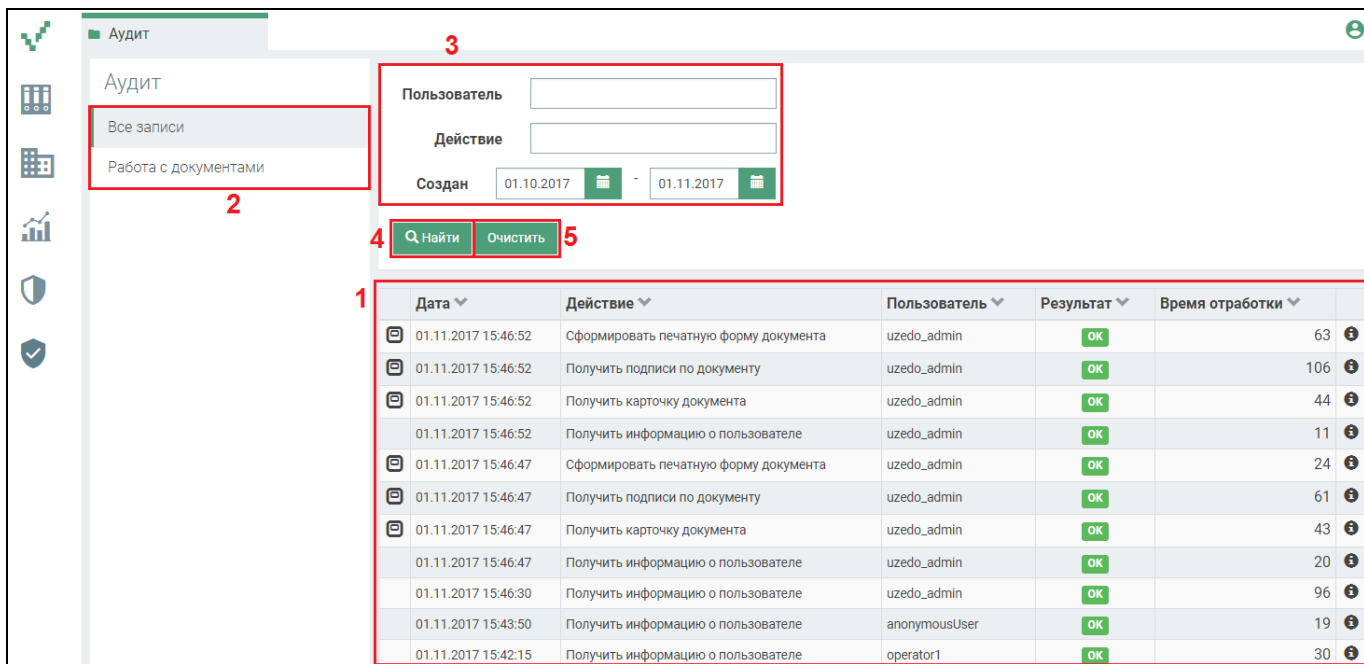 Аудит
3
Аудит
Пользователь
Все записи
Действие
Работа с документами
Создан 01.10.2017 - 01.11.2017
2
4 Найти Очистить 5
1
Дата Действие Пользователь Результат Время отработки
01.11.2017 15:46:52 Сформировать печатную форму документа uzedo_admin OK 63
01.11.2017 15:46:52 Получить подписи по документу uzedo_admin OK 106
01.11.2017 15:46:52 Получить карточку документа uzedo_admin OK 44
01.11.2017 15:46:52 Получить информацию о пользователе uzedo_admin OK 11
01.11.2017 15:46:47 Сформировать печатную форму документа uzedo_admin OK 24
01.11.2017 15:46:47 Получить подписи по документу uzedo_admin OK 61
01.11.2017 15:46:47 Получить карточку документа uzedo_admin OK 43
01.11.2017 15:46:47 Получить информацию о пользователе uzedo_admin OK 20
01.11.2017 15:46:30 Получить информацию о пользователе uzedo_admin OK 96
01.11.2017 15:43:50 Получить информацию о пользователе anonymousUser OK 19
01.11.2017 15:42:15 Получить информацию о пользователе operator1 OK 30